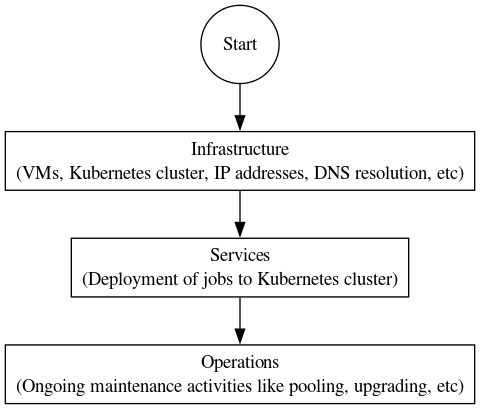 Start
Infrastructure
(VMs, Kubernetes cluster, IP addresses, DNS resolution, etc)
Services
(Deployment of jobs to Kubernetes cluster)
Operations
(Ongoing maintenance activities like pooling, upgrading, etc)